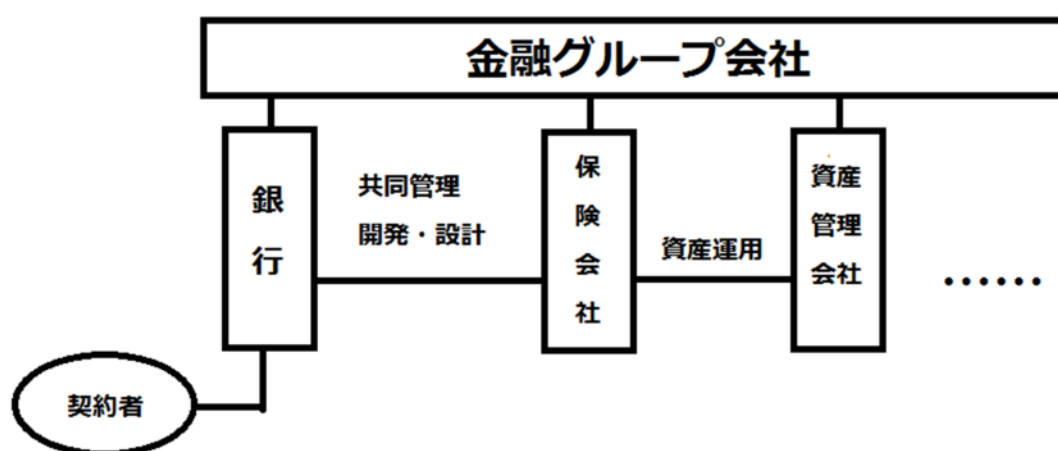 金融グループ会社
銀行
共同管理
開発・設計
保険会社
資産運用
資産
管理
会社
……
契約者